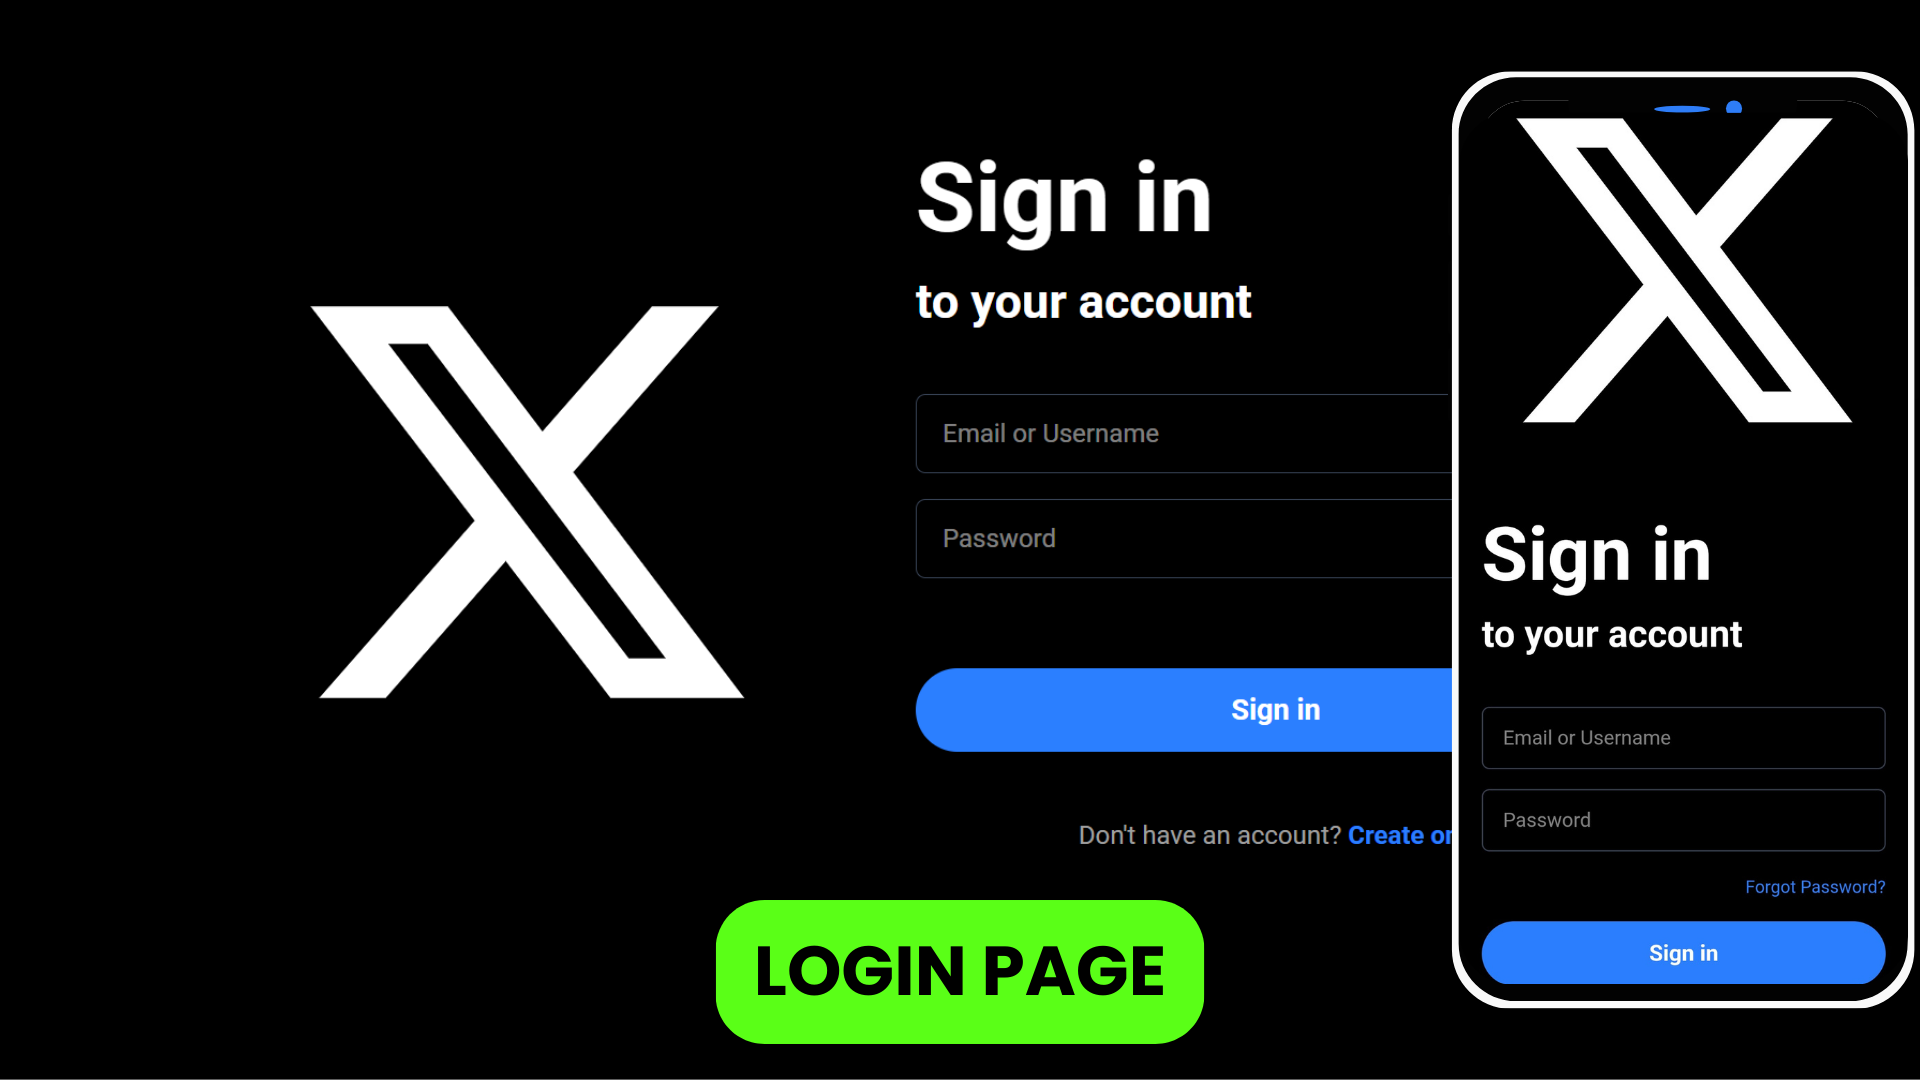 Sign in
to your account
Email or Username
Password
Sign in
Don't have an account? Create
LOGIN PAGE
Sign in
to your account
Email or Username
Password
Forgot Password?
Sign in